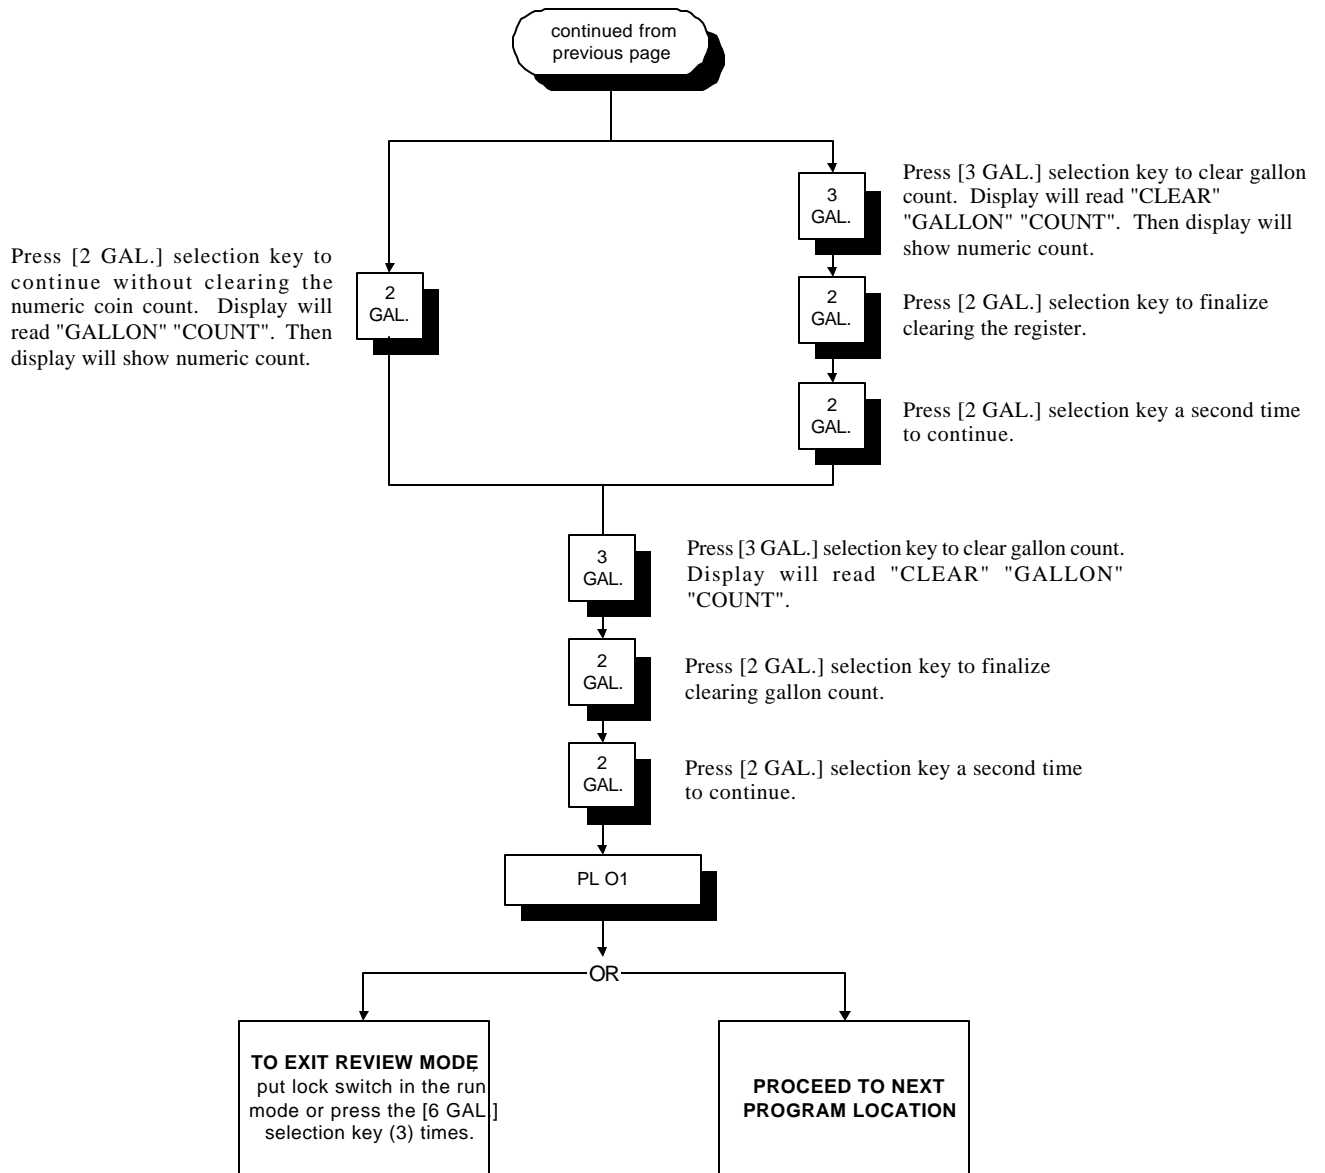 continued from
previous page
3
GAL.
Press [3 GAL.] selection key to clear gallon
count. Display will read "CLEAR"
"GALLON" "COUNT". Then display will
show numeric count.
Press [2 GAL.] selection key to
continue without clearing the
numeric coin count. Display will
read "GALLON" "COUNT". Then
display will show numeric count.
2
GAL.
2
GAL.
Press [2 GAL.] selection key to finalize
clearing the register.
2
GAL.
Press [2 GAL.] selection key a second time
to continue.
3
GAL.
Press [3 GAL.] selection key to clear gallon count.
Display will read "CLEAR" "GALLON"
"COUNT".
2
GAL.
Press [2 GAL.] selection key to finalize
clearing gallon count.
2
GAL.
Press [2 GAL.] selection key a second time
to continue.
PL O1
OR
TO EXIT REVIEW MODE,
put lock switch in the run
mode or press the [6 GAL.]
selection key (3) times.
PROCEED TO NEXT
PROGRAM LOCATION